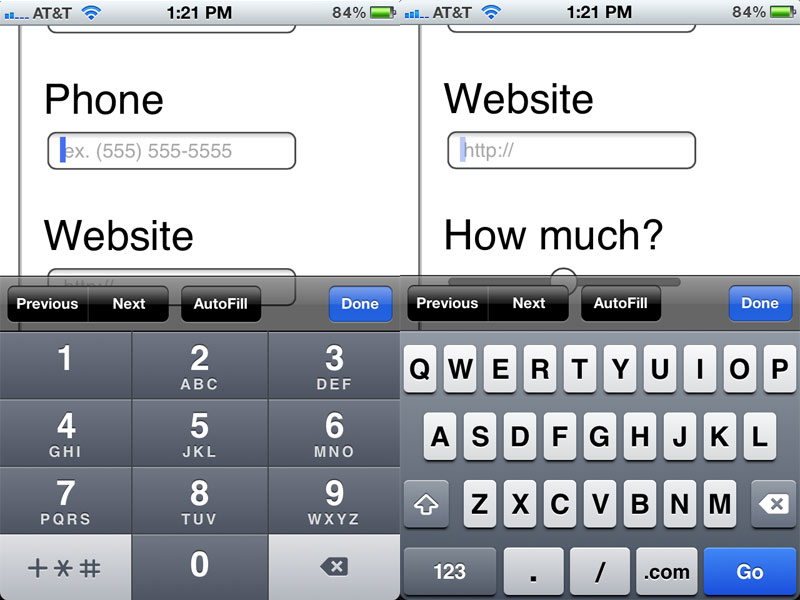 AT&T 1:21 PM 84%
Phone
ex. (555) 555-5555
Website
http://
Previous Next AutoFill Done
1 2 3
ABC DEF
4 5 6
GHI JKL MNO
7 8 9
PQRS TUV WXYZ
+*# 0
AT&T 1:21 PM 84%
Website
http://
How much?
Previous Next AutoFill Done
Q W E R T Y U I O P
A S D F G H J K L
Z X C V B N M
123 . / .com Go